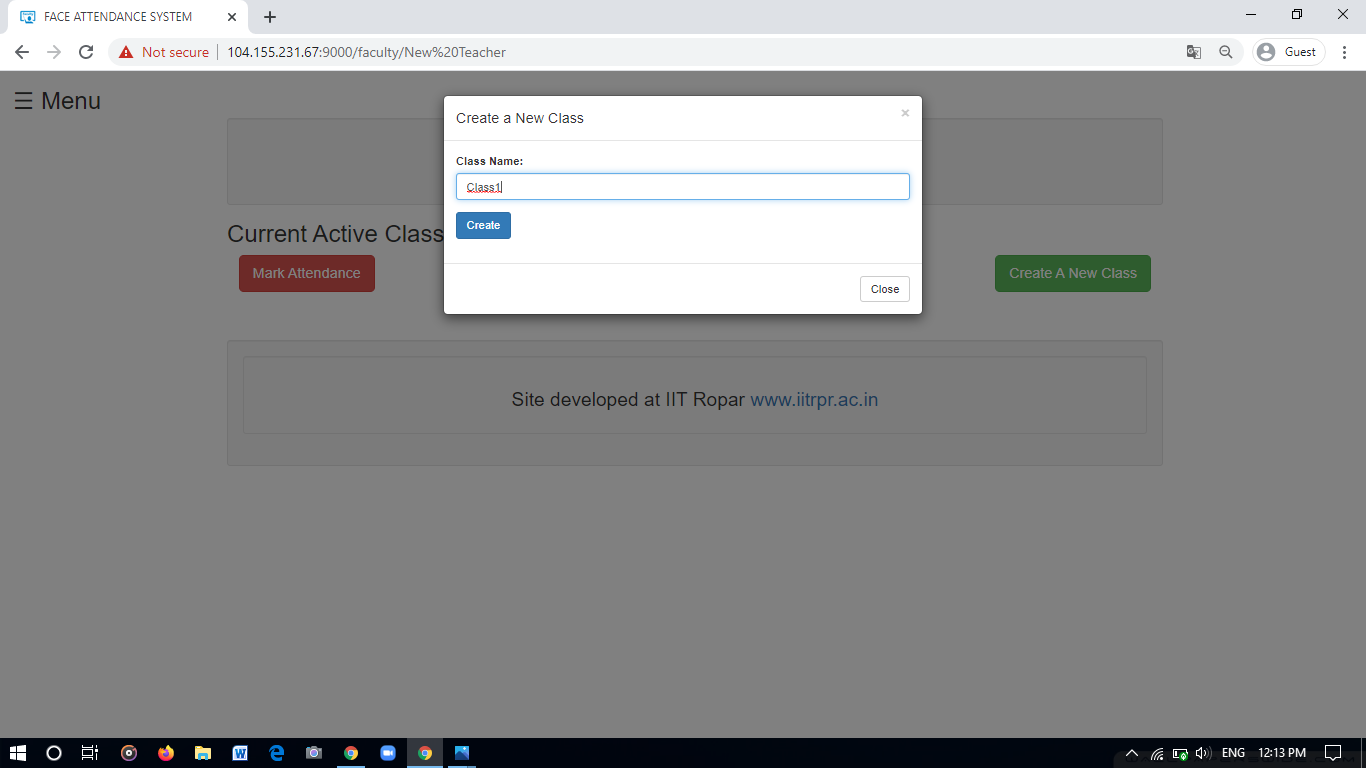 FACE ATTENDANCE SYSTEM
Not secure
104.155.231.67:9000/faculty/New%20Teacher
Guest
☰ Menu
Create a New Class
×
Class Name:
Class1
Create
Close
Current Active Class
Mark Attendance
Create A New Class
Site developed at IIT Ropar www.iitrpr.ac.in
ENG
12:13 PM